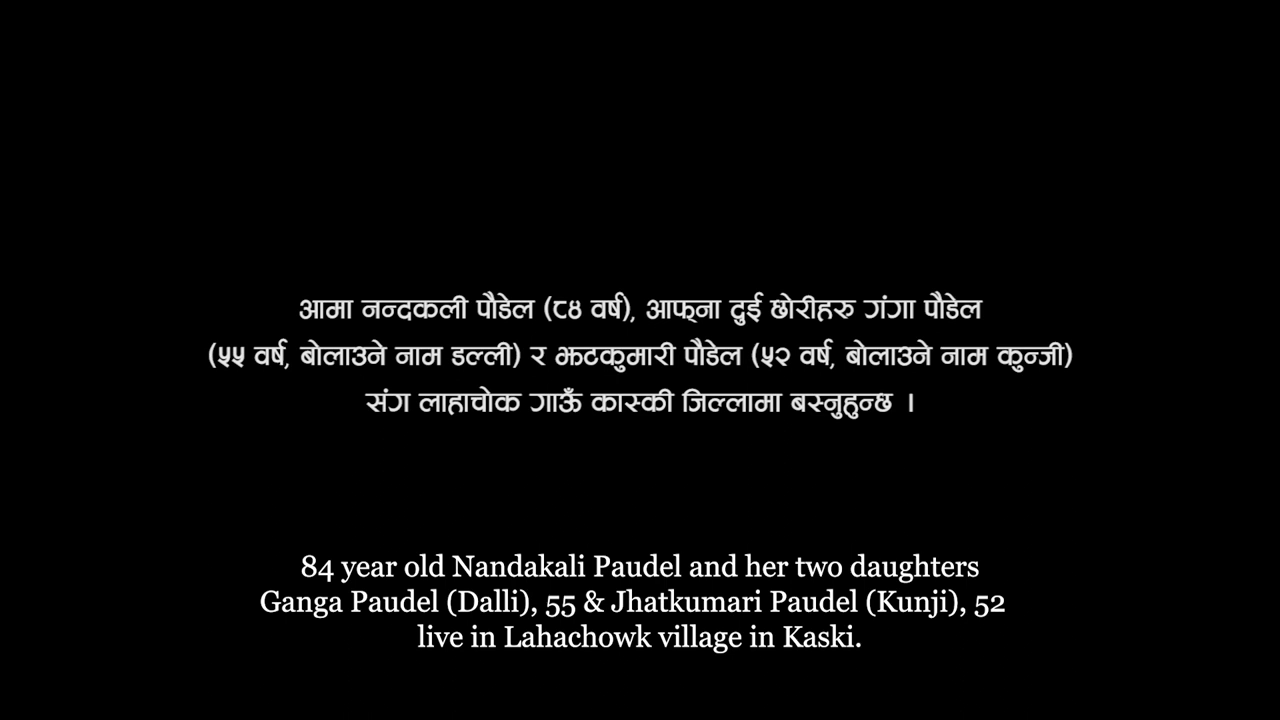 आमा नन्दकली पौडेल (८४ वर्ष), आफ्ना दुई छोरीहरु गंगा पौडेल
(५५ वर्ष, बोलाउने नाम डल्ली) र झटकुमारी पौडेल (५२ वर्ष, बोलाउने नाम कुन्जी)
संग लाहाचोक गाऊँ कास्की जिल्लामा बस्नुहुन्छ ।
84 year old Nandakali Paudel and her two daughters
Ganga Paudel (Dalli), 55 & Jhatkumari Paudel (Kunji), 52
live in Lahachowk village in Kaski.